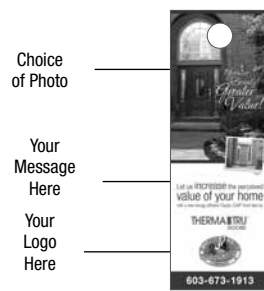 Choice
of Photo
Greater
Value!
Your
Message
Here
Let us increase the perceived
value of your home
Your
Logo
Here
THERMA TRU
DOORS
603-673-1913